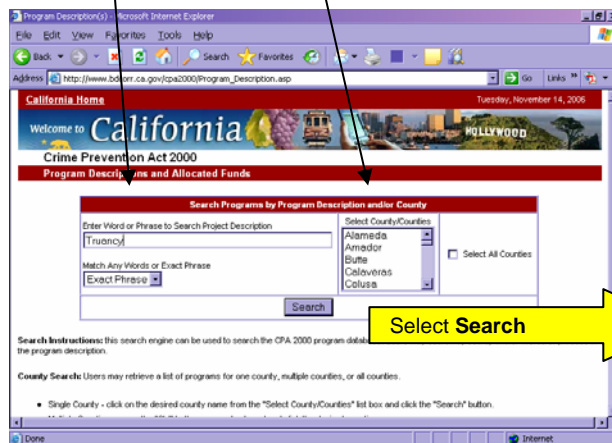 Program Description(s) - Microsoft Internet Explorer
File Edit View Favorites Tools Help
Back Search Favorites
Address http://www.bdcorr.ca.gov/cpa2000/Program_Description.asp Go Links »
California Home Tuesday, November 14, 2006
Welcome to California HOLLYWOOD
Crime Prevention Act 2000
Program Descriptions and Allocated Funds
Search Programs by Program Description and/or County
Enter Word or Phrase to Search Project Description
Truancy
Match Any Words or Exact Phrase
Exact Phrase
Select County/Counties
Alameda
Amador
Butte
Calaveras
Colusa
Select All Counties
Search
Select Search
Search Instructions: this search engine can be used to search the CPA 2000 program
the program description.
County Search: Users may retrieve a list of programs for one county, multiple counties, or all counties.
Single County - click on the desired county name from the "Select County/Counties" list box and click the "Search" button.
Done Internet